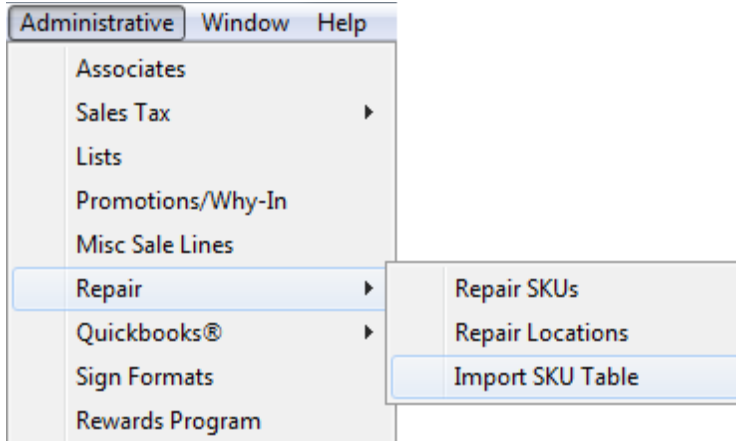 Administrative Window Help
Associates
Sales Tax
Lists
Promotions/Why-In
Misc Sale Lines
Repair
Quickbooks®
Sign Formats
Rewards Program
Repair SKUs
Repair Locations
Import SKU Table